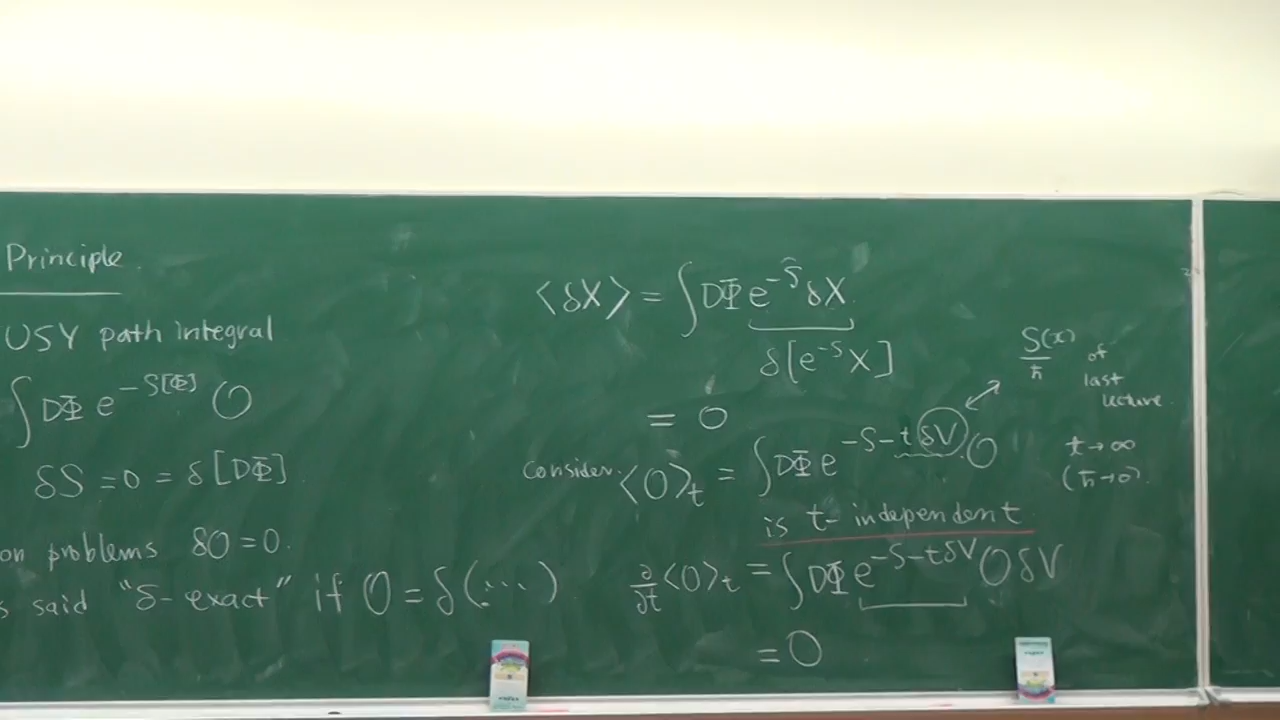 Principle.
USY path integral
∫DΦ e^{-S[Φ]} O
δS = 0 = δ[DΦ].
on problems δO = 0.
s said "δ-exact" if O = δ(...)
⟨δX⟩ = ∫DΦ e^{-S} δX
δ[e^{-S} X]
= 0
S(x)/ħ of last lecture.
consider. ⟨O⟩_t = ∫DΦ e^{-S-tδV} O
t→∞
(ħ→0).
is t-independent
∂/∂t ⟨O⟩_t = ∫DΦ e^{-S-tδV} O δV
= 0